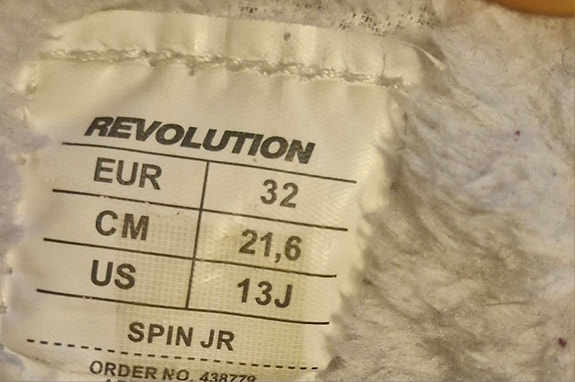 REVOLUTION
EUR 32
CM 21,6
US 13J
SPIN JR
ORDER NO. 438779